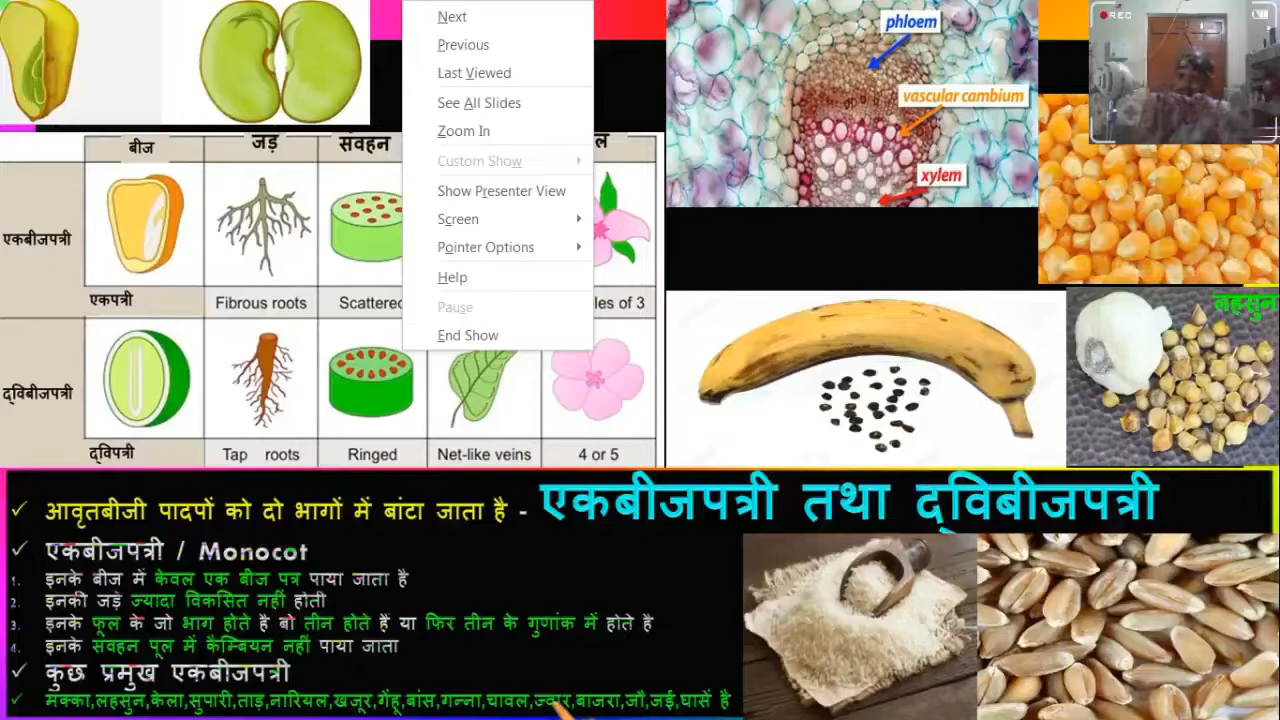 Next
Previous
Last Viewed
See All Slides
Zoom In
Custom Show
Show Presenter View
Screen
Pointer Options
Help
Pause
End Show
phloem
vascular cambium
xylem
REC
बीज जड़ संवहन ल
एकबीजपत्री
एकपत्री Fibrous roots Scattered les of 3
द्विबीजपत्री
द्विपत्री Tap roots Ringed Net-like veins 4 or 5
लहसुन
आवृतबीजी पादपों को दो भागों में बांटा जाता है - एकबीजपत्री तथा द्विबीजपत्री
एकबीजपत्री / Monocot
1. इनके बीज में केवल एक बीज पत्र पाया जाता है
2. इनकी जड़ें ज्यादा विकसित नहीं होती
3. इनके फूल के जो भाग होते है बो तीन होते हैं या फिर तीन के गुणांक में होते है
4. इनके संवहन पूल में कैम्बियन नहीं पाया जाता
कुछ प्रमुख एकबीजपत्री
मक्का,लहसुन,केला,सुपारी,ताड़,नारियल,खजूर,गेंहू,बांस,गन्ना,चावल,ज्वार,बाजरा,जौ,जई,घासें है